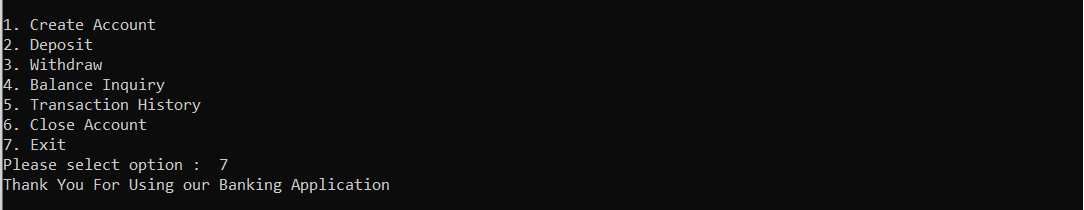 1. Create Account
2. Deposit
3. Withdraw
4. Balance Inquiry
5. Transaction History
6. Close Account
7. Exit
Please select option :  7
Thank You For Using our Banking Application